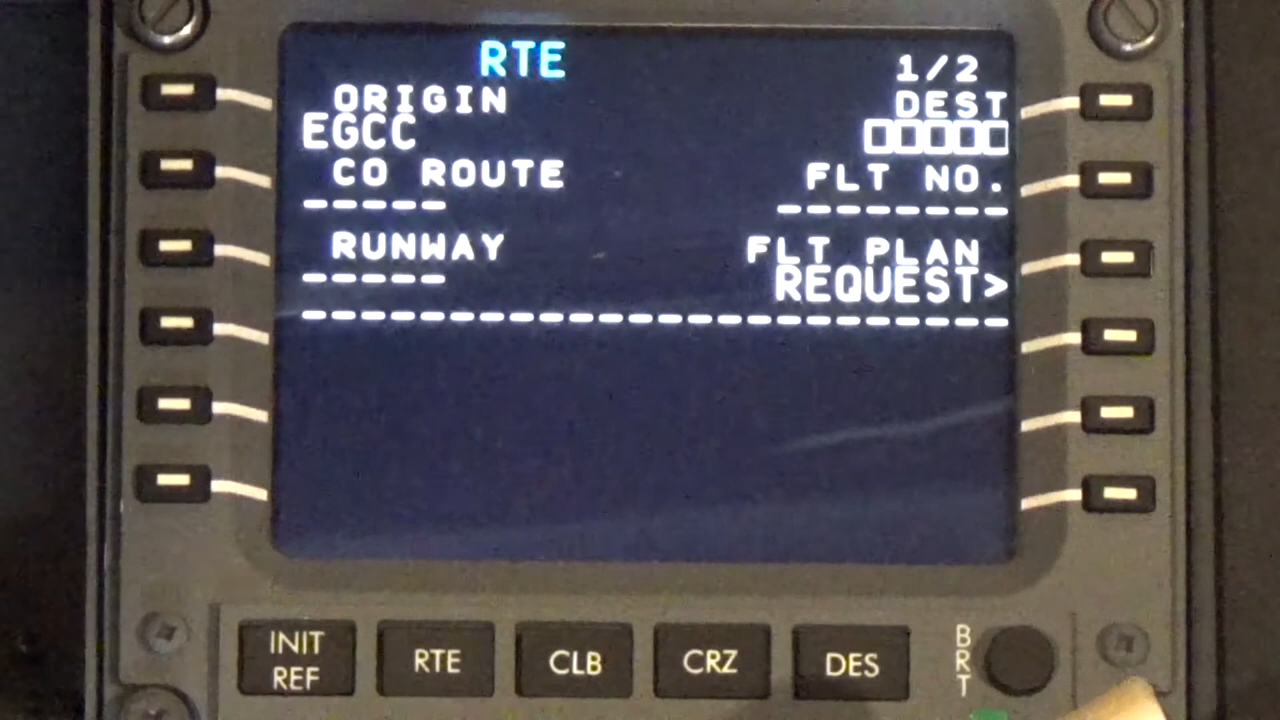 RTE 1/2
ORIGIN DEST
EGCC □□□□□
CO ROUTE FLT NO.
----- --------
RUNWAY FLT PLAN
----- REQUEST>
------------------------
INIT REF RTE CLB CRZ DES BRT